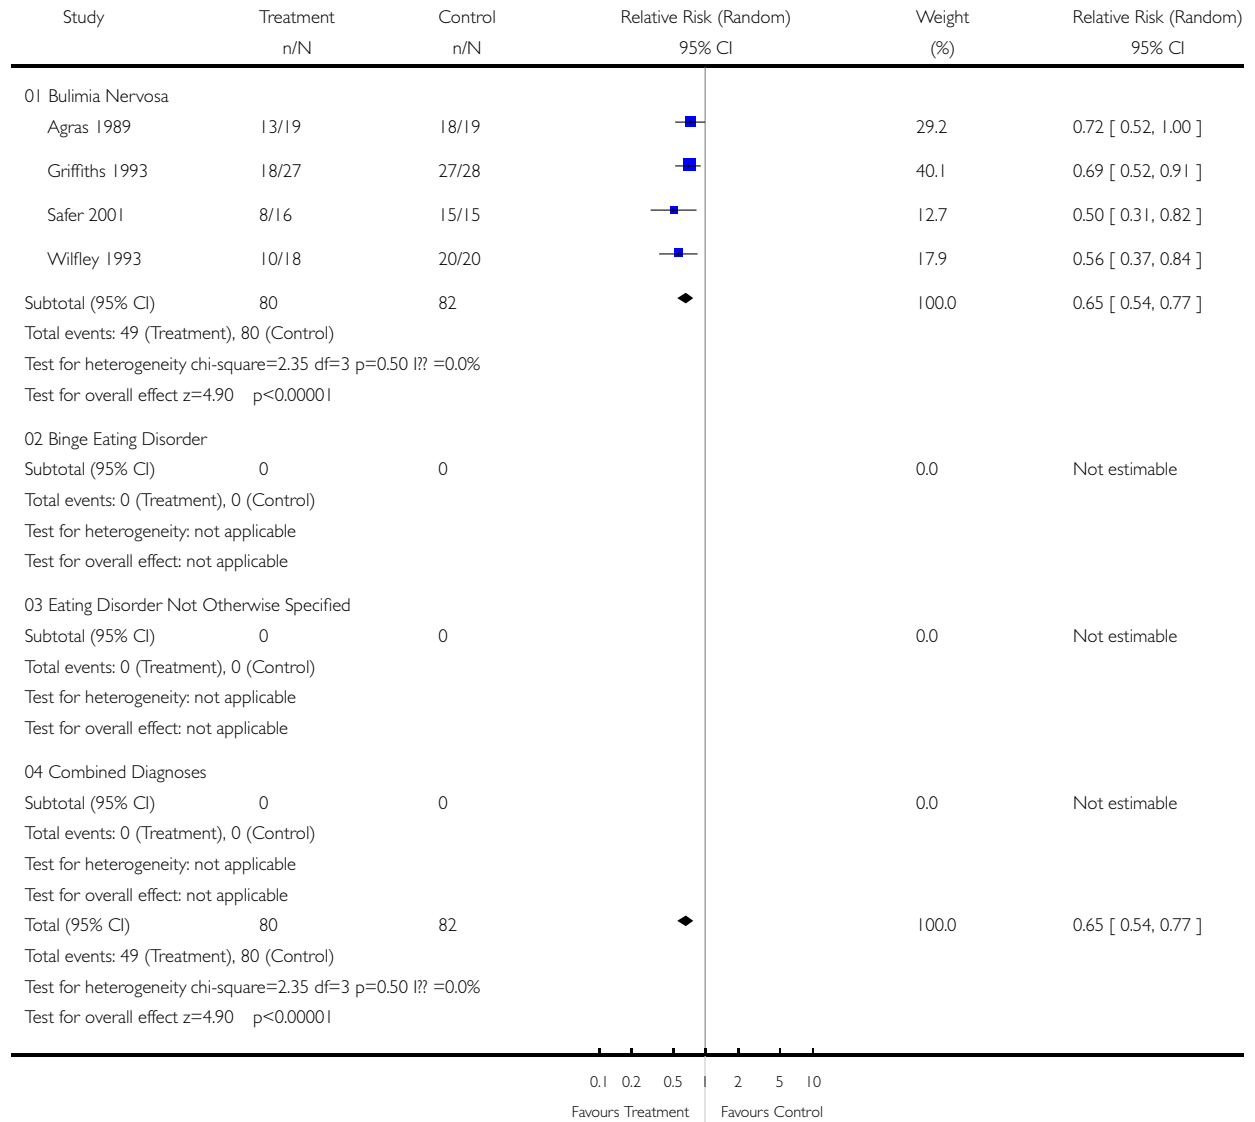 Study Treatment Control Relative Risk (Random) Weight Relative Risk (Random)
n/N n/N 95% CI (%) 95% CI
01 Bulimia Nervosa
Agras 1989 13/19 18/19 29.2 0.72 [ 0.52, 1.00 ]
Griffiths 1993 18/27 27/28 40.1 0.69 [ 0.52, 0.91 ]
Safer 2001 8/16 15/15 12.7 0.50 [ 0.31, 0.82 ]
Wilfley 1993 10/18 20/20 17.9 0.56 [ 0.37, 0.84 ]
Subtotal (95% CI) 80 82 100.0 0.65 [ 0.54, 0.77 ]
Total events: 49 (Treatment), 80 (Control)
Test for heterogeneity chi-square=2.35 df=3 p=0.50 I?? =0.0%
Test for overall effect z=4.90 p<0.00001
02 Binge Eating Disorder
Subtotal (95% CI) 0 0 0.0 Not estimable
Total events: 0 (Treatment), 0 (Control)
Test for heterogeneity: not applicable
Test for overall effect: not applicable
03 Eating Disorder Not Otherwise Specified
Subtotal (95% CI) 0 0 0.0 Not estimable
Total events: 0 (Treatment), 0 (Control)
Test for heterogeneity: not applicable
Test for overall effect: not applicable
04 Combined Diagnoses
Subtotal (95% CI) 0 0 0.0 Not estimable
Total events: 0 (Treatment), 0 (Control)
Test for heterogeneity: not applicable
Test for overall effect: not applicable
Total (95% CI) 80 82 100.0 0.65 [ 0.54, 0.77 ]
Total events: 49 (Treatment), 80 (Control)
Test for heterogeneity chi-square=2.35 df=3 p=0.50 I?? =0.0%
Test for overall effect z=4.90 p<0.00001
0.1 0.2 0.5 1 2 5 10
Favours Treatment Favours Control